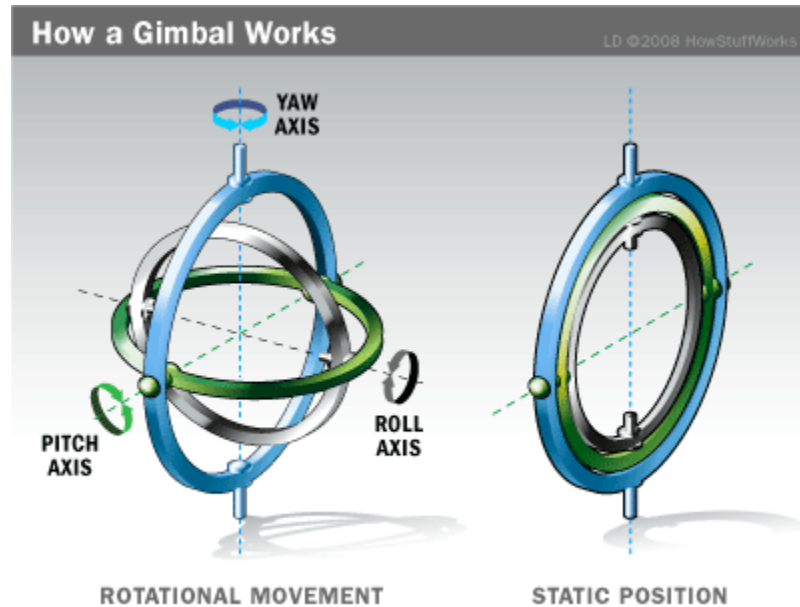 How a Gimbal Works
LD ©2008 HowStuffWorks
YAW
AXIS
PITCH
AXIS
ROLL
AXIS
ROTATIONAL MOVEMENT
STATIC POSITION